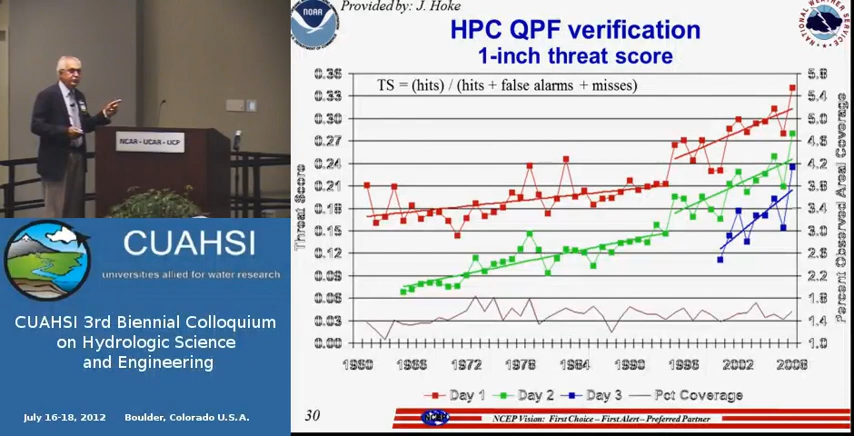 NCAR - UCAR - UCP
CUAHSI
universities allied for water research
CUAHSI 3rd Biennial Colloquium
on Hydrologic Science
and Engineering
July 16-18, 2012 Boulder, Colorado U.S.A.
Provided by: J. Hoke
NOAA
NATIONAL WEATHER SERVICE
HPC QPF verification
1-inch threat score
TS = (hits) / (hits + false alarms + misses)
Threat Score
0.36
0.33
0.30
0.27
0.24
0.21
0.18
0.15
0.12
0.09
0.06
0.03
0.00
Percent Observed Areal Coverage
5.8
5.4
5.0
4.6
4.2
3.8
3.4
3.0
2.6
2.2
1.8
1.4
1.0
1960 1966 1972 1978 1984 1990 1996 2002 2008
Day 1 Day 2 Day 3 Pct Coverage
30
NCEP Vision: First Choice – First Alert – Preferred Partner